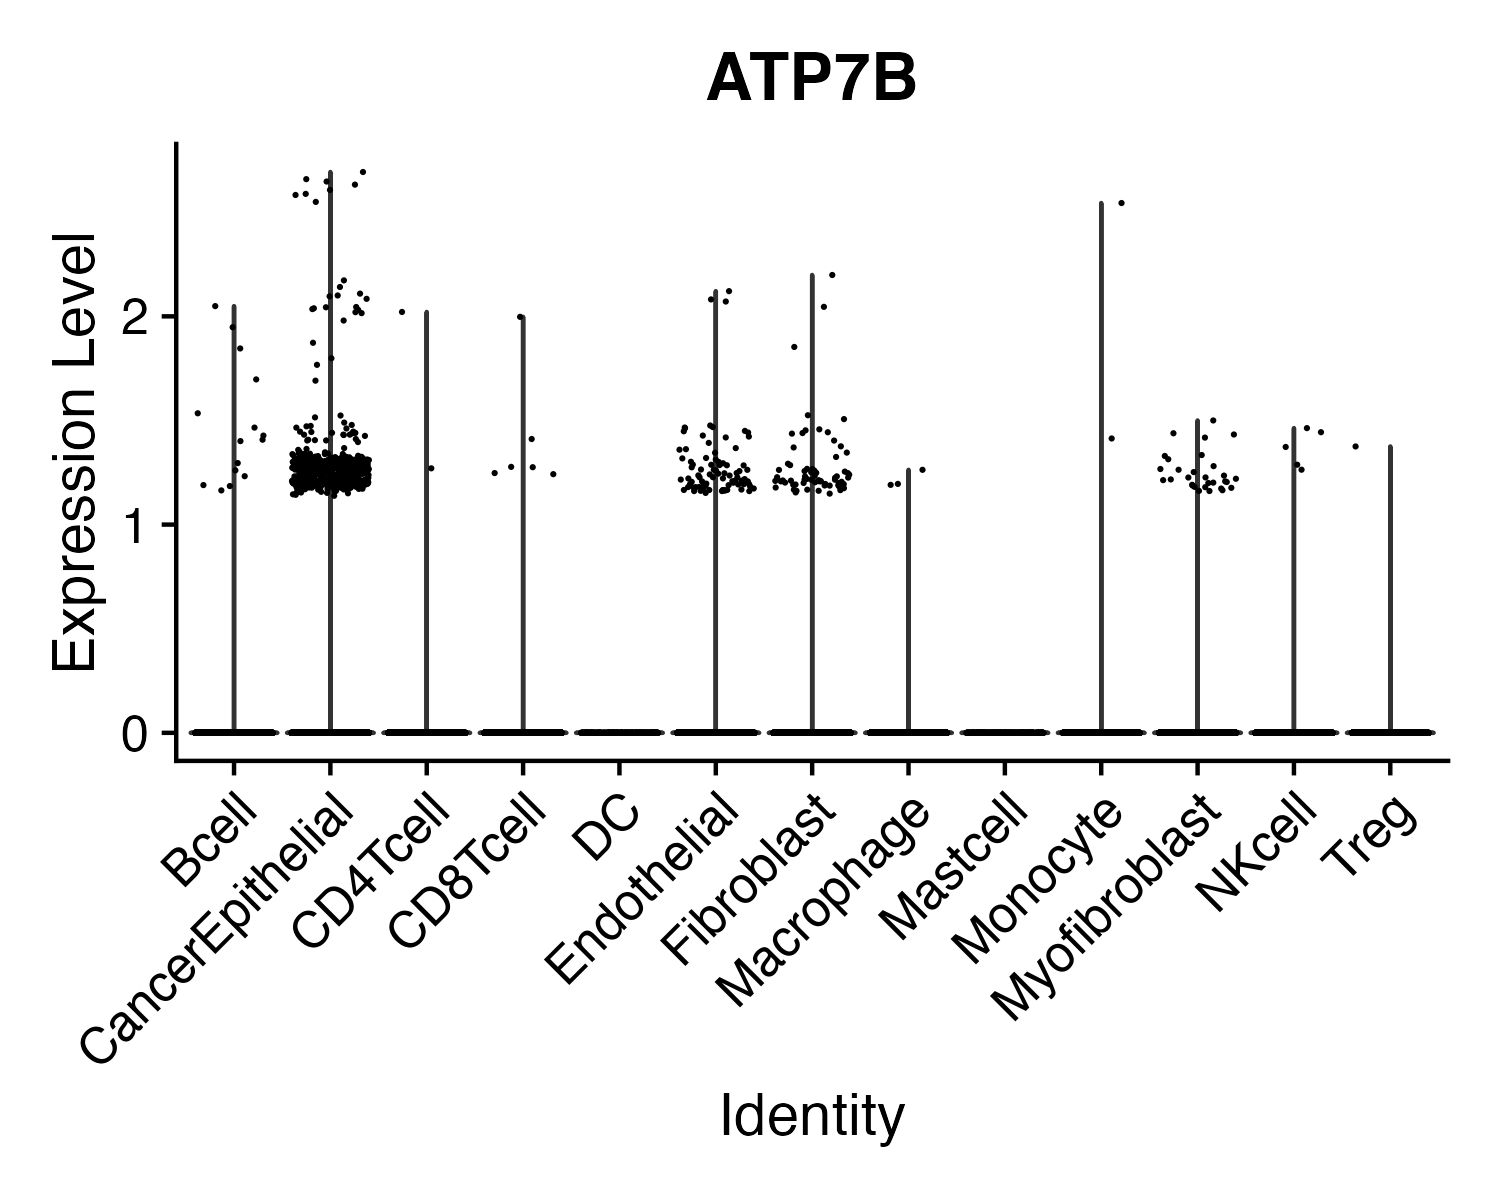 ATP7B
Expression Level
2
1
0
Bcell
CancerEpithelial
CD4Tcell
CD8Tcell
DC
Endothelial
Fibroblast
Macrophage
Mastcell
Monocyte
Myofibroblast
NKcell
Treg
Identity